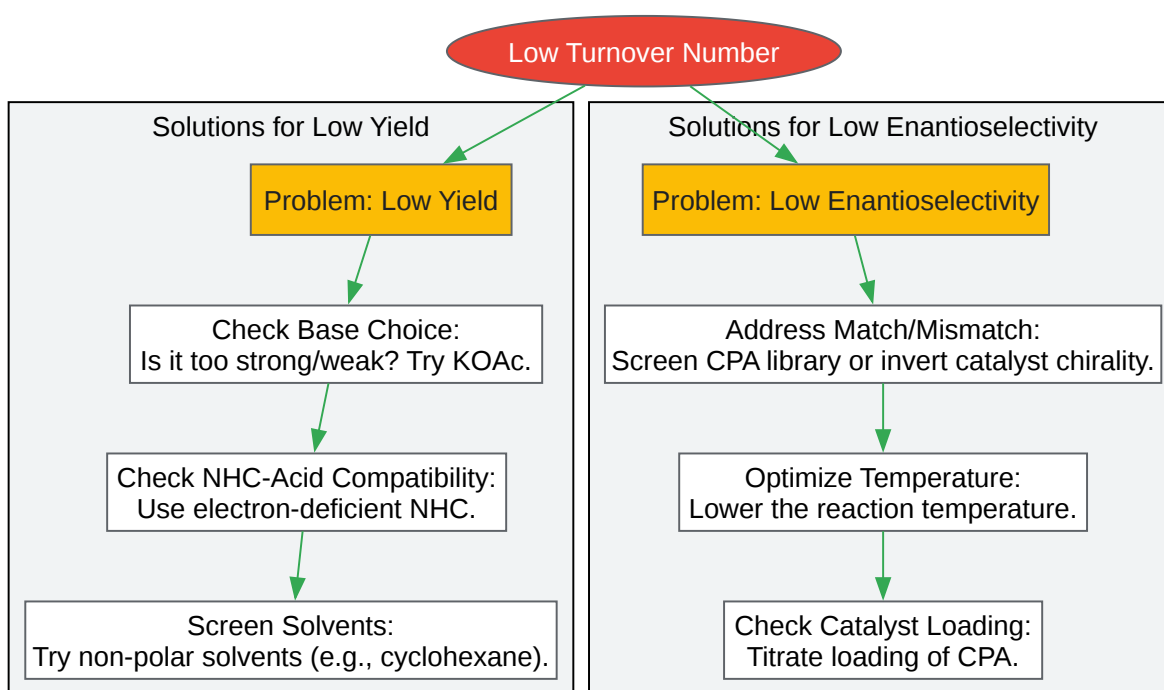 Low Turnover Number
Solutions for Low Yield
Problem: Low Yield
Check Base Choice:
Is it too strong/weak? Try KOAc.
Check NHC-Acid Compatibility:
Use electron-deficient NHC.
Screen Solvents:
Try non-polar solvents (e.g., cyclohexane).
Solutions for Low Enantioselectivity
Problem: Low Enantioselectivity
Address Match/Mismatch:
Screen CPA library or invert catalyst chirality.
Optimize Temperature:
Lower the reaction temperature.
Check Catalyst Loading:
Titrate loading of CPA.